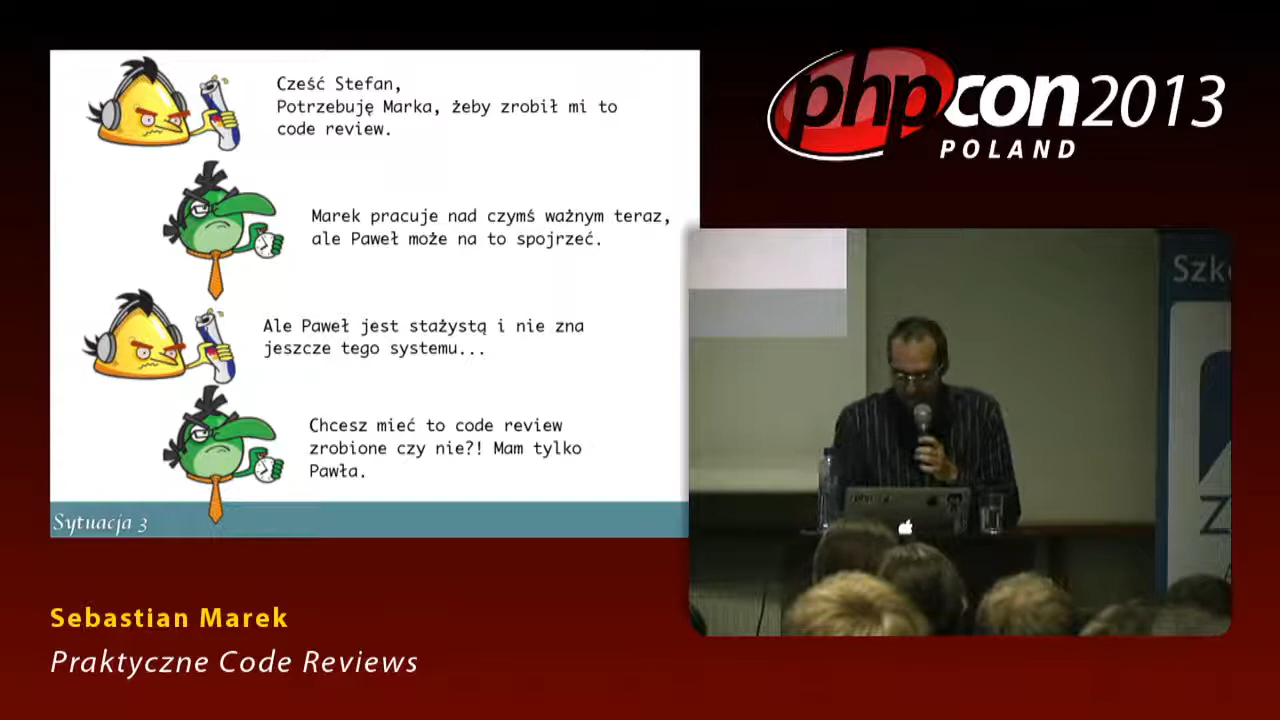 Cześć Stefan,
Potrzebuję Marka, żeby zrobił mi to
code review.
Marek pracuje nad czymś ważnym teraz,
ale Paweł może na to spojrzeć.
Ale Paweł jest stażystą i nie zna
jeszcze tego systemu...
Chcesz mieć to code review
zrobione czy nie?! Mam tylko
Pawła.
Sytuacja 3
phpcon 2013
POLAND
Sebastian Marek
Praktyczne Code Reviews